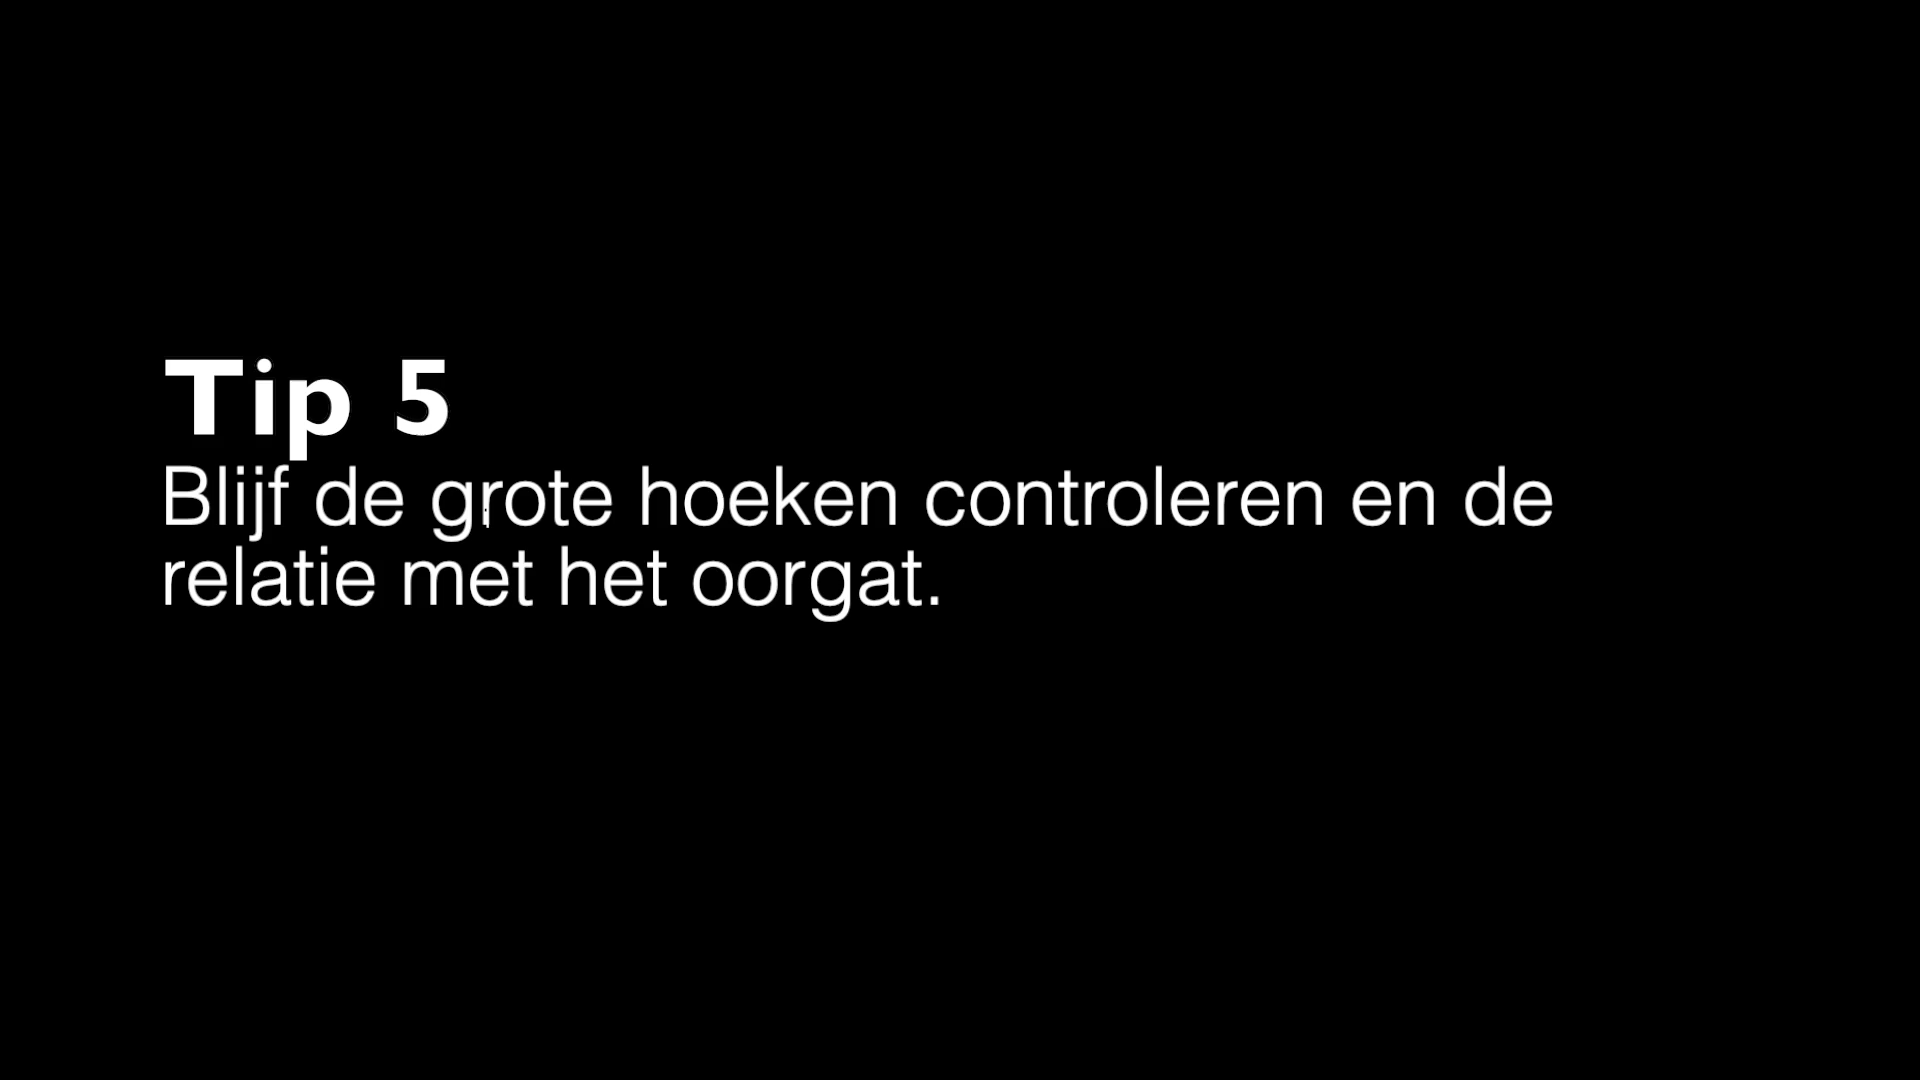 Tip 5
Blijf de grote hoeken controleren en de
relatie met het oorgat.